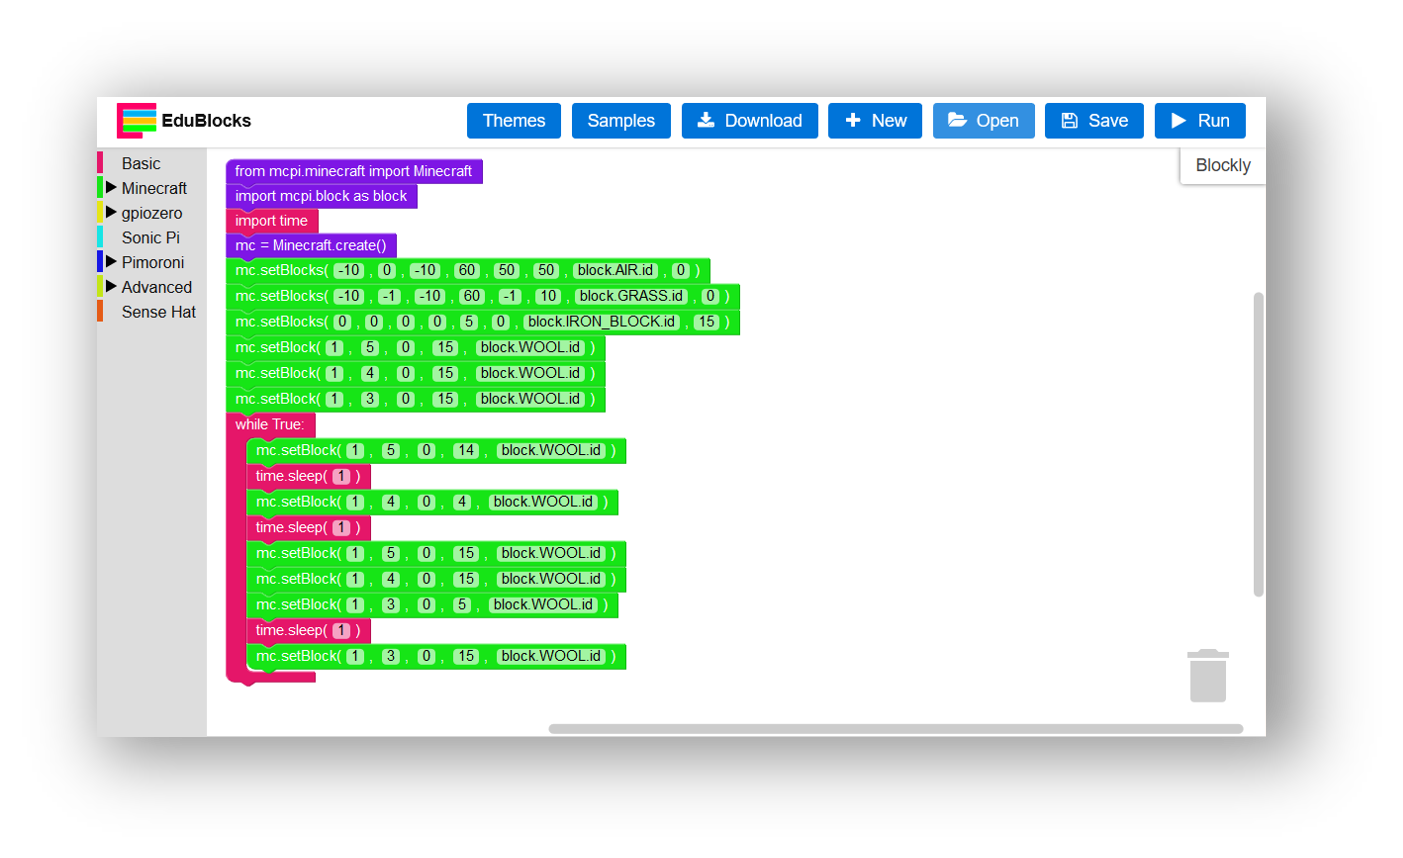 EduBlocks
Themes Samples Download New Open Save Run
Blockly
Basic
Minecraft
gpiozero
Sonic Pi
Pimoroni
Advanced
Sense Hat
from mcpi.minecraft import Minecraft
import mcpi.block as block
import time
mc = Minecraft.create()
mc.setBlocks( -10 , 0 , -10 , 60 , 50 , 50 , block.AIR.id , 0 )
mc.setBlocks( -10 , -1 , -10 , 60 , -1 , 10 , block.GRASS.id , 0 )
mc.setBlocks( 0 , 0 , 0 , 0 , 5 , 0 , block.IRON_BLOCK.id , 15 )
mc.setBlock( 1 , 5 , 0 , 15 , block.WOOL.id )
mc.setBlock( 1 , 4 , 0 , 15 , block.WOOL.id )
mc.setBlock( 1 , 3 , 0 , 15 , block.WOOL.id )
while True:
mc.setBlock( 1 , 5 , 0 , 14 , block.WOOL.id )
time.sleep( 1 )
mc.setBlock( 1 , 4 , 0 , 4 , block.WOOL.id )
time.sleep( 1 )
mc.setBlock( 1 , 5 , 0 , 15 , block.WOOL.id )
mc.setBlock( 1 , 4 , 0 , 15 , block.WOOL.id )
mc.setBlock( 1 , 3 , 0 , 5 , block.WOOL.id )
time.sleep( 1 )
mc.setBlock( 1 , 3 , 0 , 15 , block.WOOL.id )